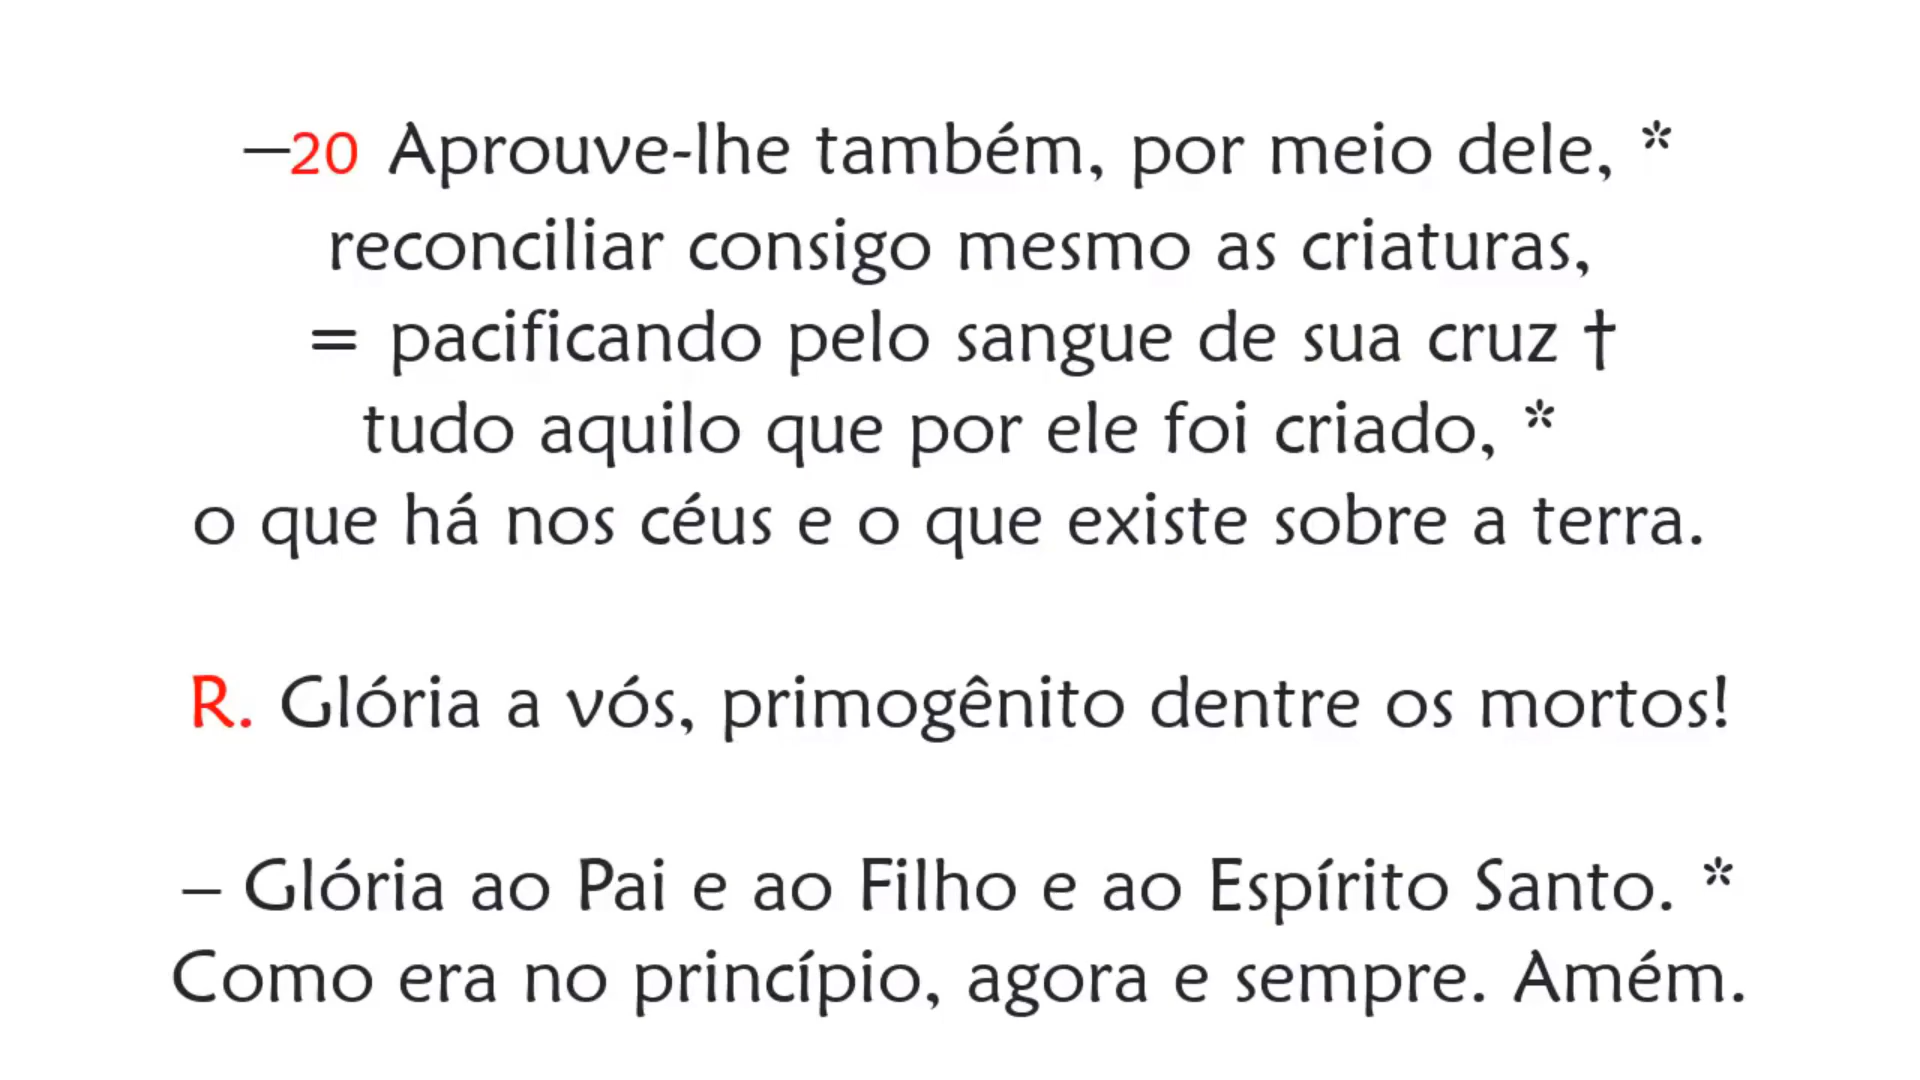 –20 Aprouve-lhe também, por meio dele, *
reconciliar consigo mesmo as criaturas,
= pacificando pelo sangue de sua cruz †
tudo aquilo que por ele foi criado, *
o que há nos céus e o que existe sobre a terra.
R. Glória a vós, primogênito dentre os mortos!
– Glória ao Pai e ao Filho e ao Espírito Santo. *
Como era no princípio, agora e sempre. Amém.